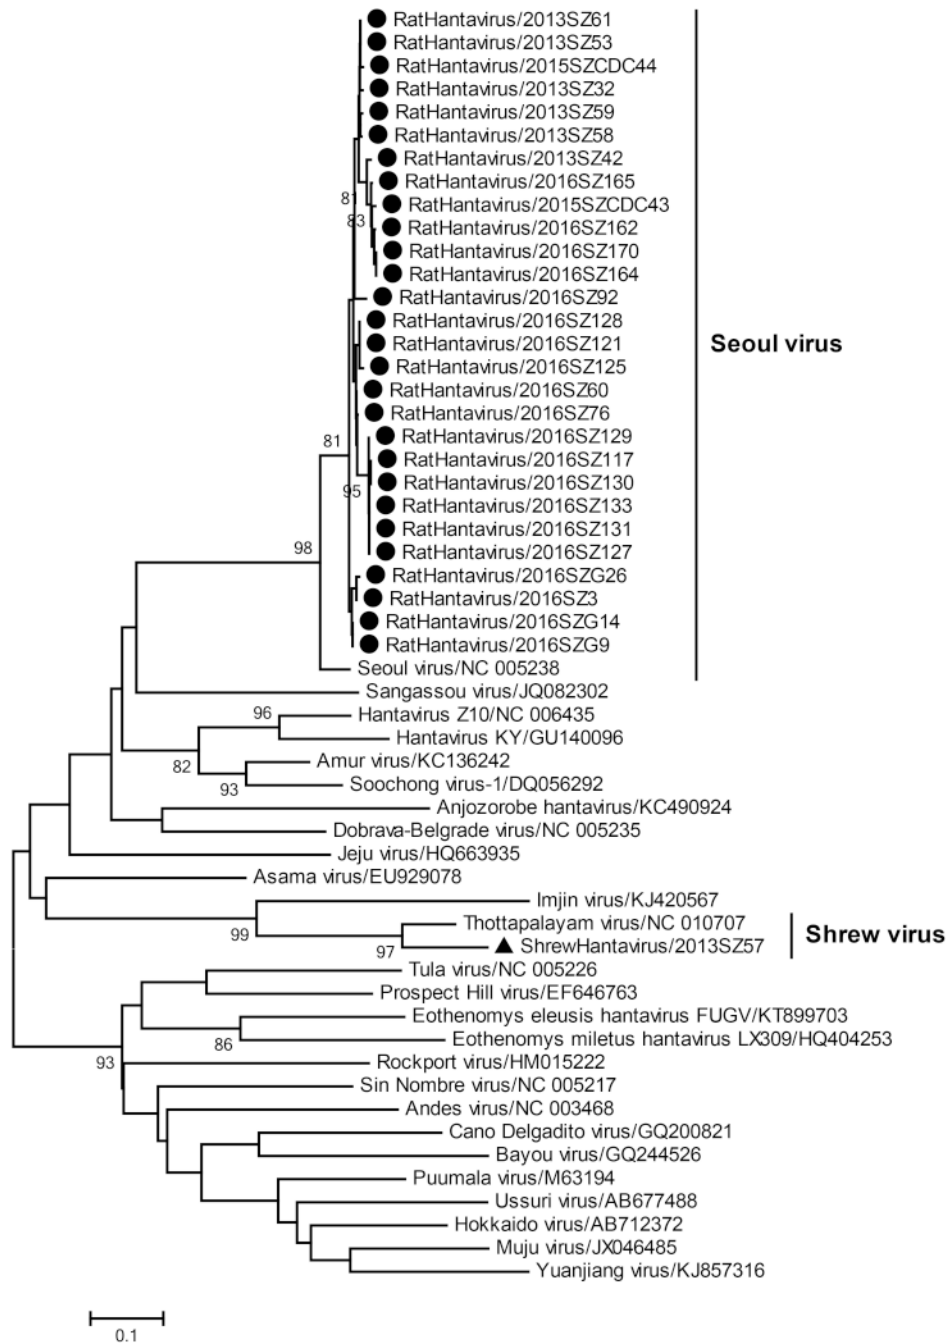 RatHantavirus/2013SZ61
RatHantavirus/2013SZ53
RatHantavirus/2015SZCDC44
RatHantavirus/2013SZ32
RatHantavirus/2013SZ59
RatHantavirus/2013SZ58
RatHantavirus/2013SZ42
RatHantavirus/2016SZ165
81
RatHantavirus/2015SZCDC43
83
RatHantavirus/2016SZ162
RatHantavirus/2016SZ170
RatHantavirus/2016SZ164
RatHantavirus/2016SZ92
RatHantavirus/2016SZ128
RatHantavirus/2016SZ121
Seoul virus
RatHantavirus/2016SZ125
RatHantavirus/2016SZ60
RatHantavirus/2016SZ76
81
RatHantavirus/2016SZ129
RatHantavirus/2016SZ117
95
RatHantavirus/2016SZ130
RatHantavirus/2016SZ133
RatHantavirus/2016SZ131
98
RatHantavirus/2016SZ127
RatHantavirus/2016SZG26
RatHantavirus/2016SZ3
RatHantavirus/2016SZG14
RatHantavirus/2016SZG9
Seoul virus/NC 005238
Sangassou virus/JQ082302
96
Hantavirus Z10/NC 006435
Hantavirus KY/GU140096
82
Amur virus/KC136242
93
Soochong virus-1/DQ056292
Anjozorobe hantavirus/KC490924
Dobrava-Belgrade virus/NC 005235
Jeju virus/HQ663935
Asama virus/EU929078
Imjin virus/KJ420567
99
Thottapalayam virus/NC 010707
Shrew virus
97
ShrewHantavirus/2013SZ57
Tula virus/NC 005226
Prospect Hill virus/EF646763
Eothenomys eleusis hantavirus FUGV/KT899703
86
Eothenomys miletus hantavirus LX309/HQ404253
93
Rockport virus/HM015222
Sin Nombre virus/NC 005217
Andes virus/NC 003468
Cano Delgadito virus/GQ200821
Bayou virus/GQ244526
Puumala virus/M63194
Ussuri virus/AB677488
Hokkaido virus/AB712372
Muju virus/JX046485
Yuanjiang virus/KJ857316
0.1